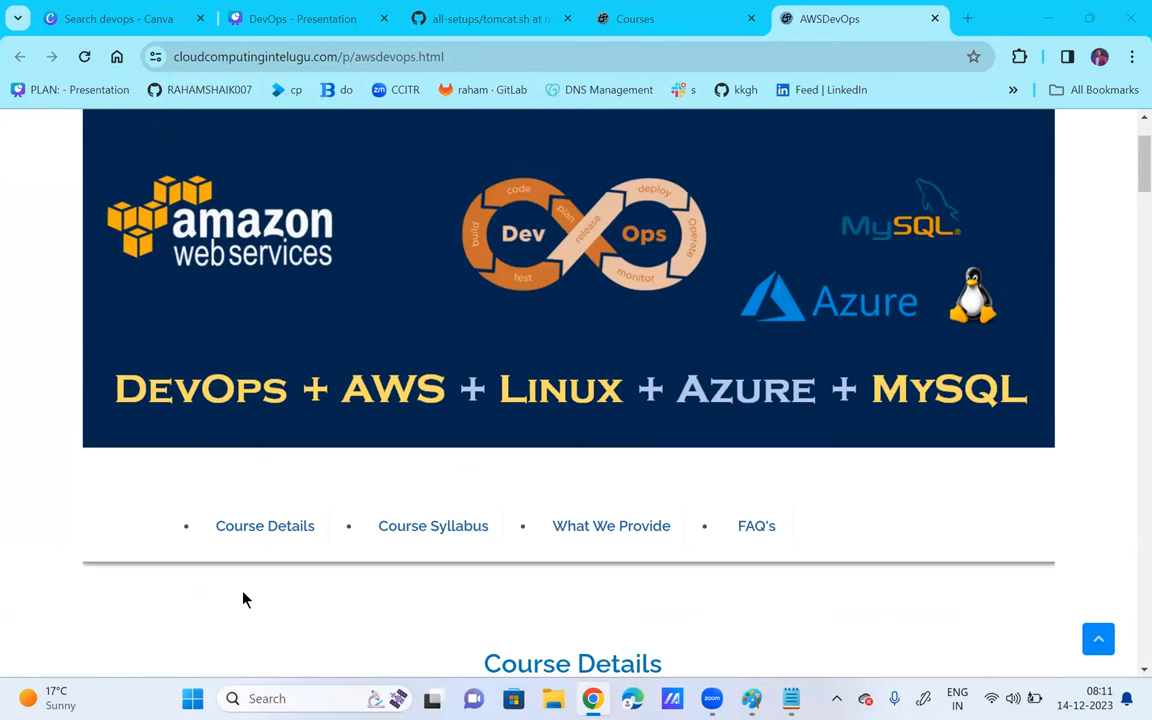 Search devops - Canva
DevOps - Presentation
all-setups/tomcat.sh at m
Courses
AWSDevOps
cloudcomputingintelugu.com/p/awsdevops.html
PLAN: - Presentation
RAHAMSHAIK007
cp
do
CCITR
raham · GitLab
DNS Management
s
kkgh
Feed | LinkedIn
»
All Bookmarks
amazon
web services
code
plan
build
test
release
deploy
Operate
monitor
Dev
Ops
MySQL
Azure
DevOps + AWS + Linux + Azure + MySQL
• Course Details
• Course Syllabus
• What We Provide
• FAQ's
Course Details
17°C
Sunny
Search
zoom
ENG
IN
08:11
14-12-2023